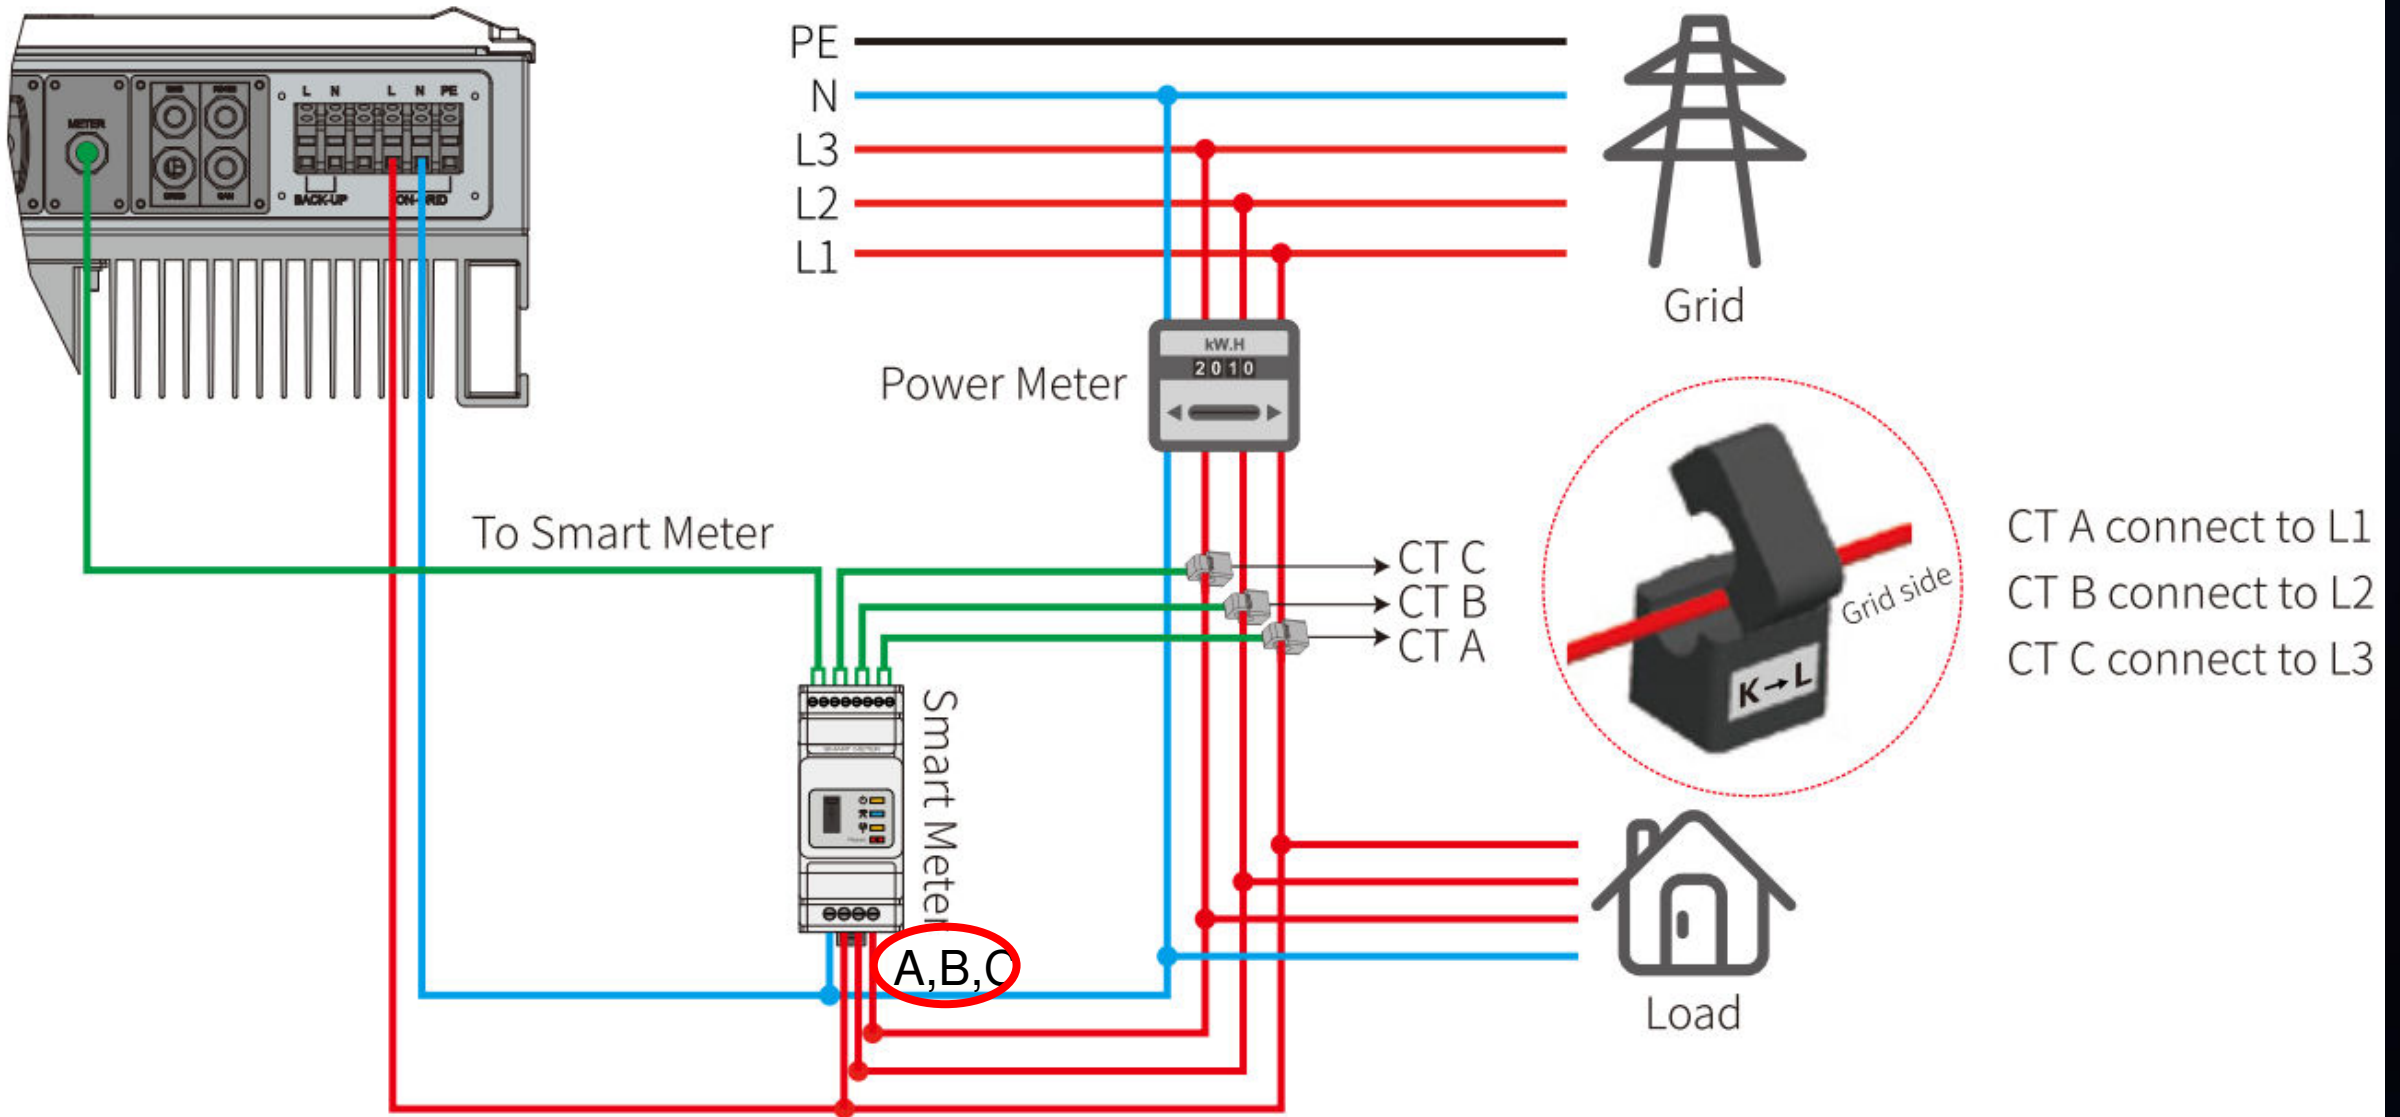 L N L N PE
METER
BACK-UP ON-GRID
PE
N
L3
L2
L1
Grid
kW.H
2010
Power Meter
To Smart Meter
CT C
CT B
CT A
Grid side
K→L
CT A connect to L1
CT B connect to L2
CT C connect to L3
Smart Meter
SMART METER
A,B,C
Load